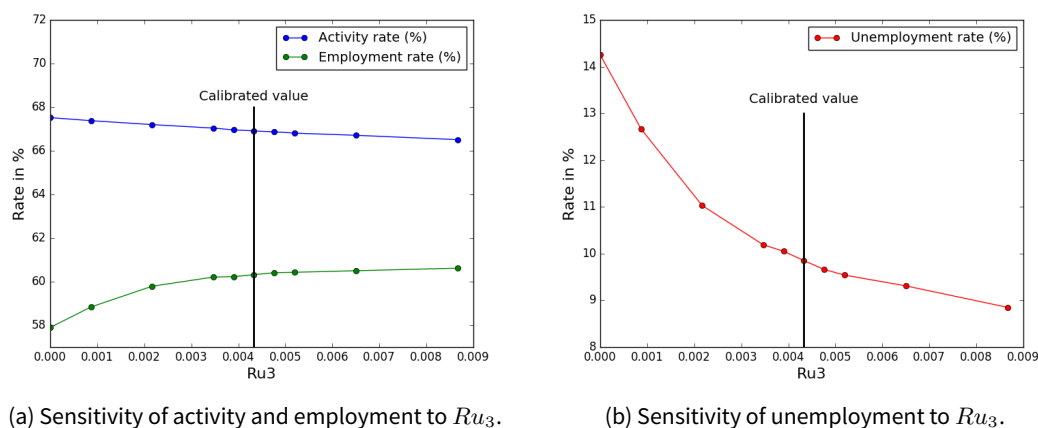 72
70
68
66
64
62
60
58
Rate in %
0.000 0.001 0.002 0.003 0.004 0.005 0.006 0.007 0.008 0.009
Ru3
Activity rate (%)
Employment rate (%)
Calibrated value
(a) Sensitivity of activity and employment to Ru₃.
15
14
13
12
11
10
9
8
Rate in %
0.000 0.001 0.002 0.003 0.004 0.005 0.006 0.007 0.008 0.009
Ru3
Unemployment rate (%)
Calibrated value
(b) Sensitivity of unemployment to Ru₃.